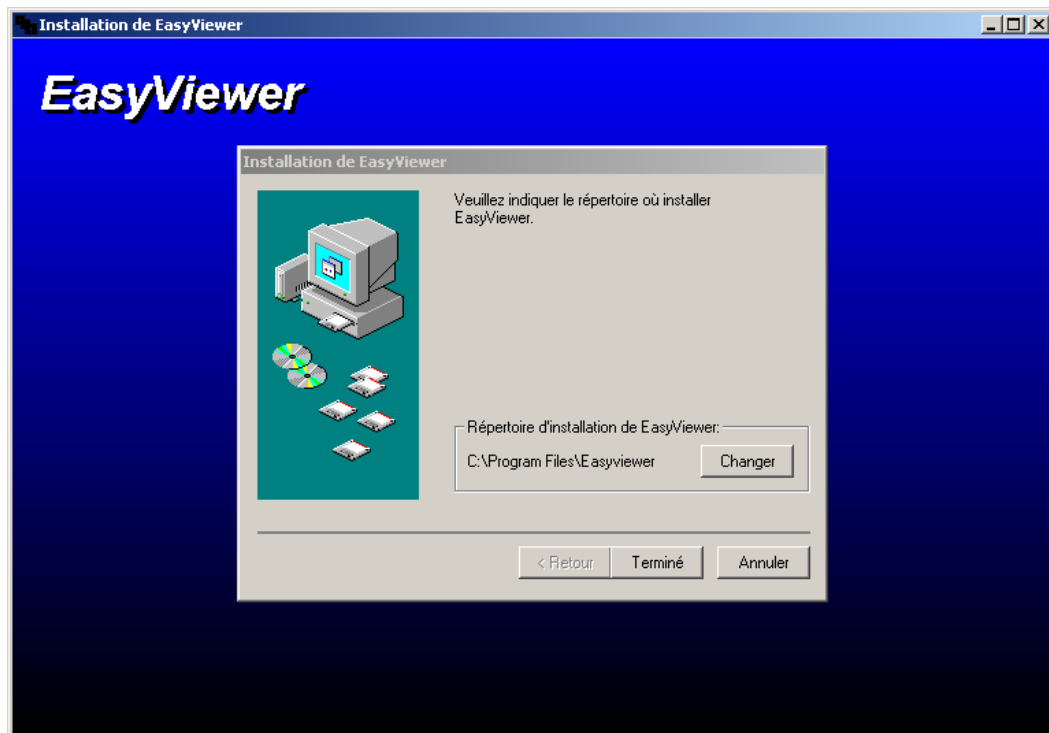 Installation de EasyViewer
EasyViewer
Installation de EasyViewer
Veuillez indiquer le répertoire où installer
EasyViewer.
Répertoire d'installation de EasyViewer:
C:\Program Files\Easyviewer
Changer
< Retour
Terminé
Annuler